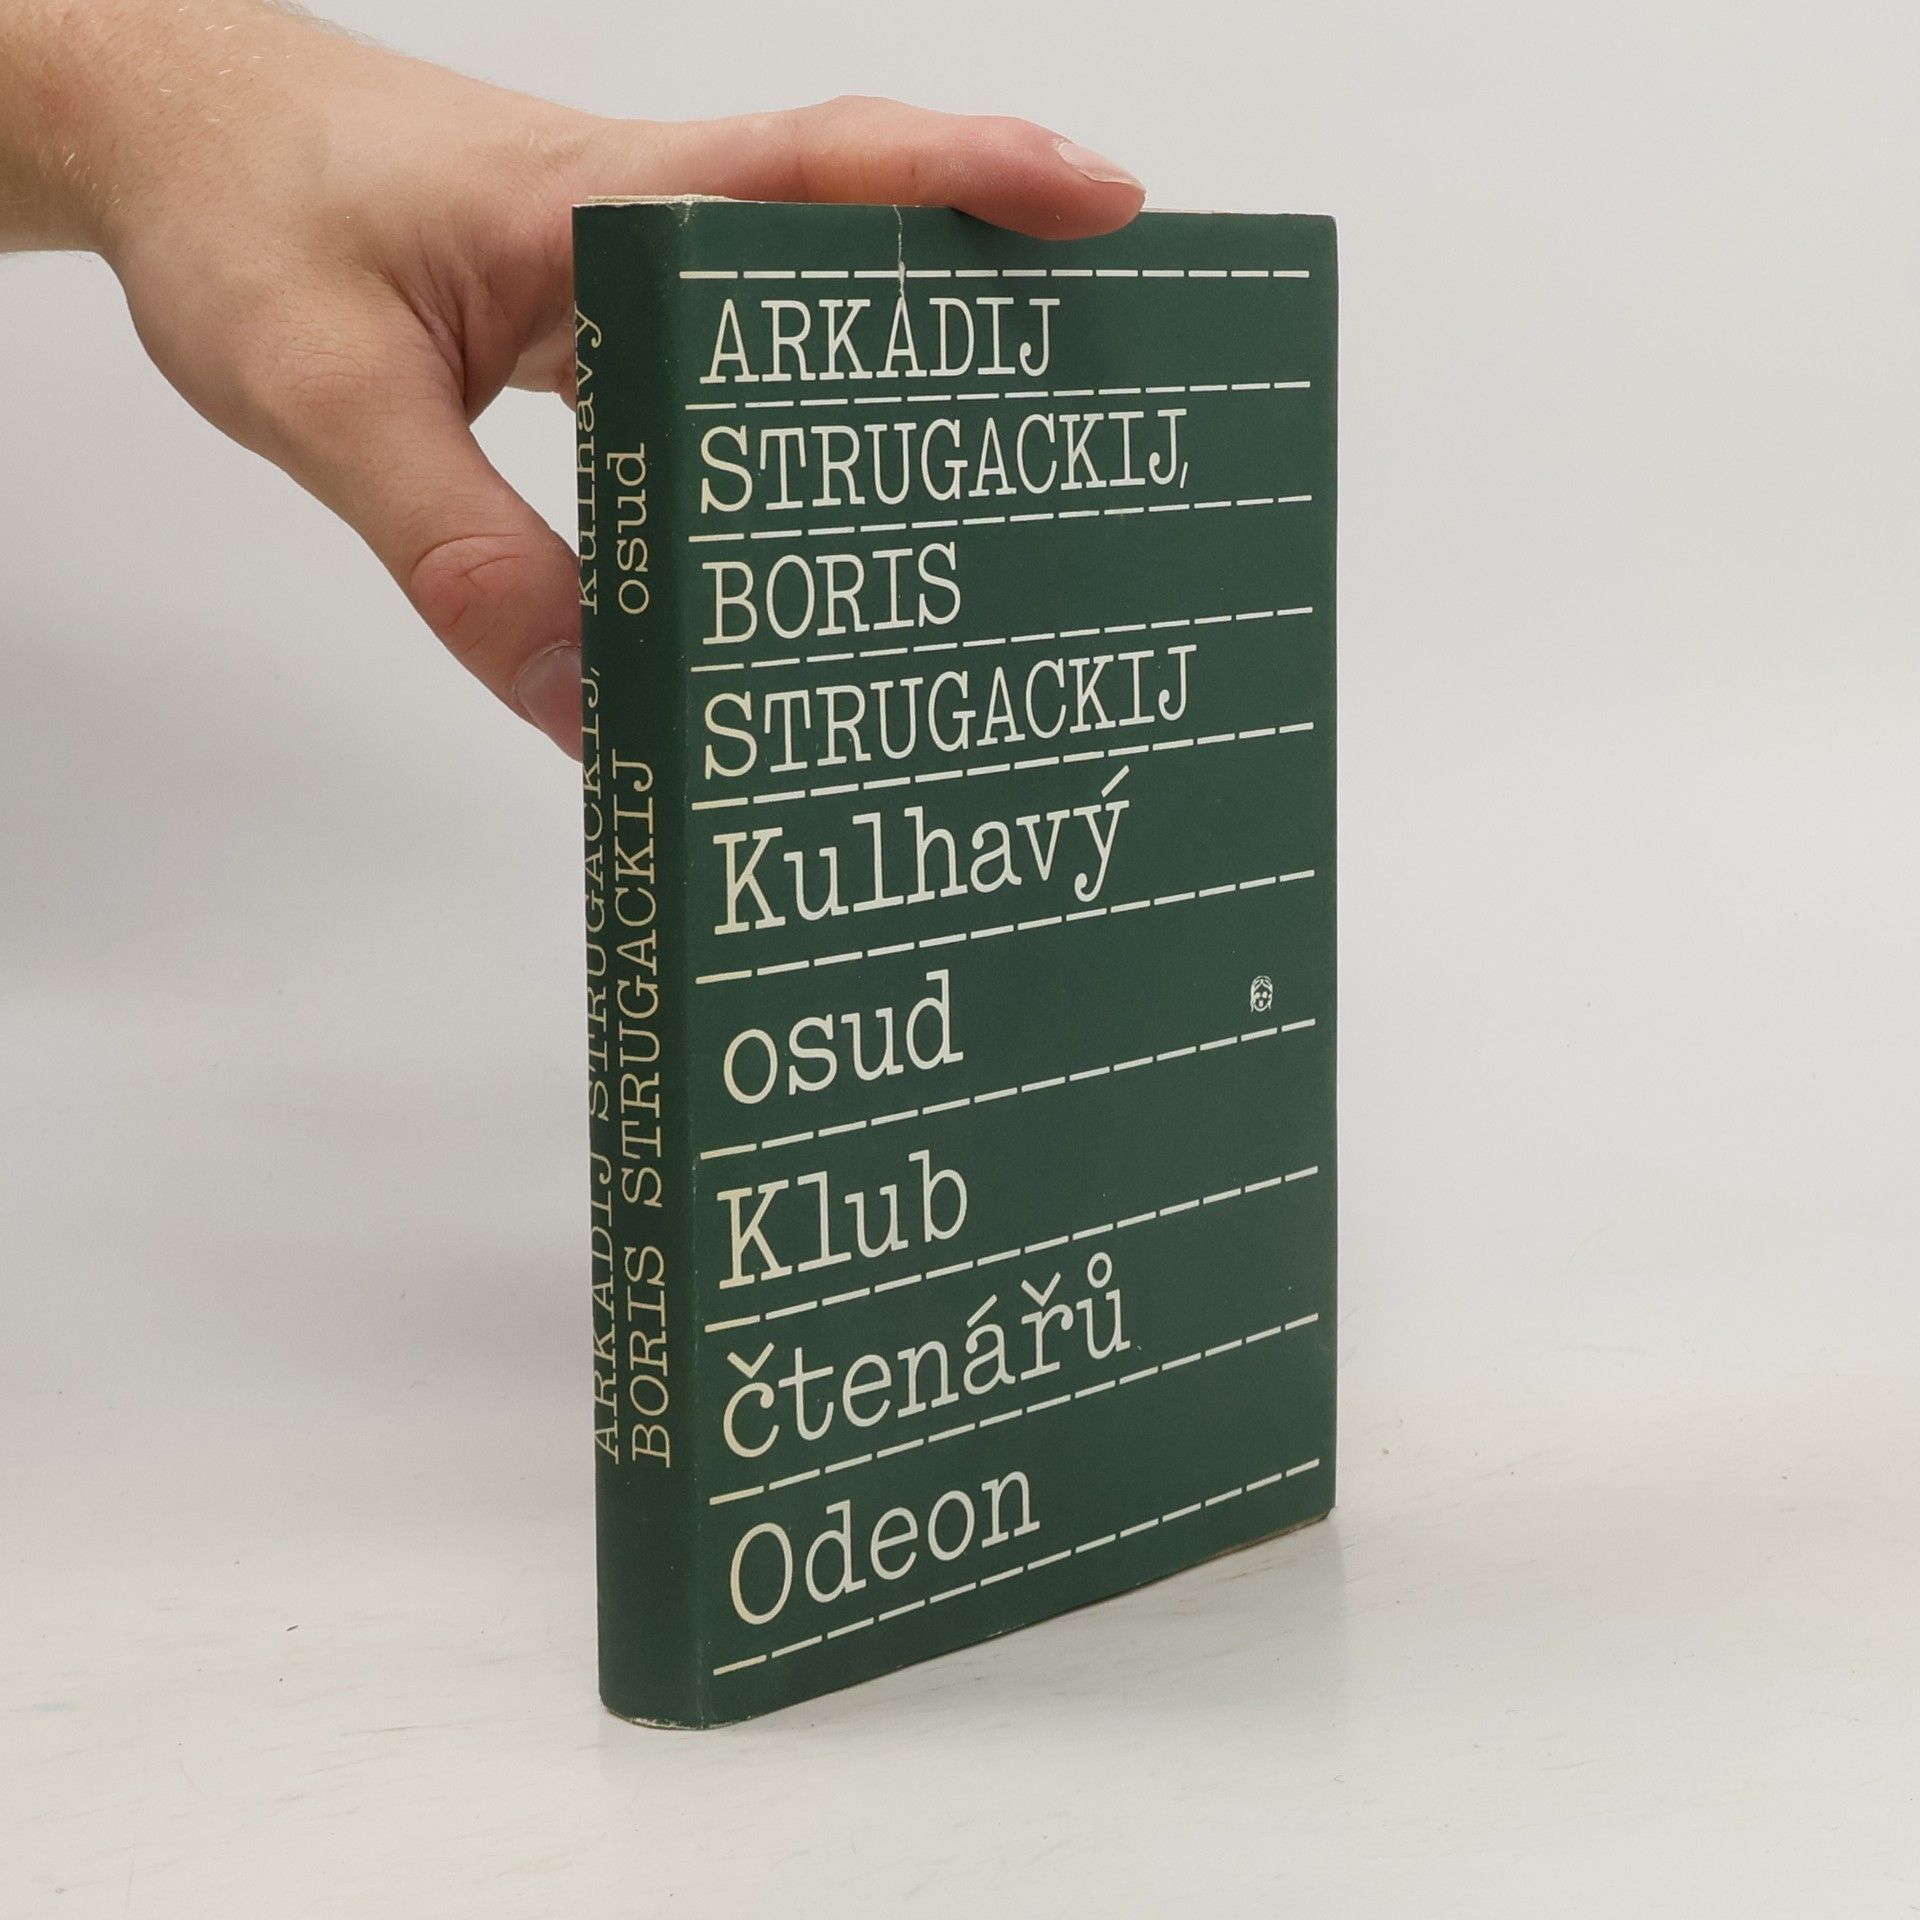 ARKADIJ
STRUGACKIJ,
BORIS
STRUGACKIJ
Kulhavý
osud
Klub
čtenářů
Odeon
ARKADIJ STRUGACKIJ, kulhavý
BORIS STRUGACKIJ osud